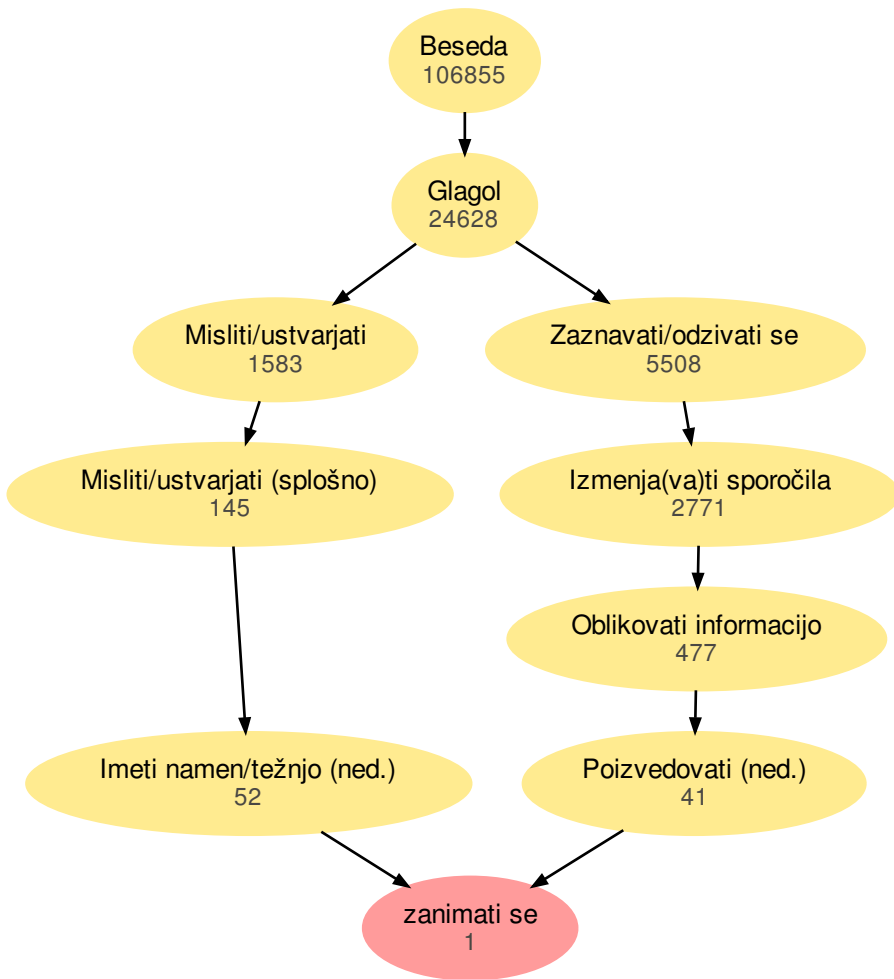 Beseda
106855
Glagol
24628
Misliti/ustvarjati
1583
Zaznavati/odzivati se
5508
Misliti/ustvarjati (splošno)
145
Izmenja(va)ti sporočila
2771
Oblikovati informacijo
477
Imeti namen/težnjo (ned.)
52
Poizvedovati (ned.)
41
zanimati se
1